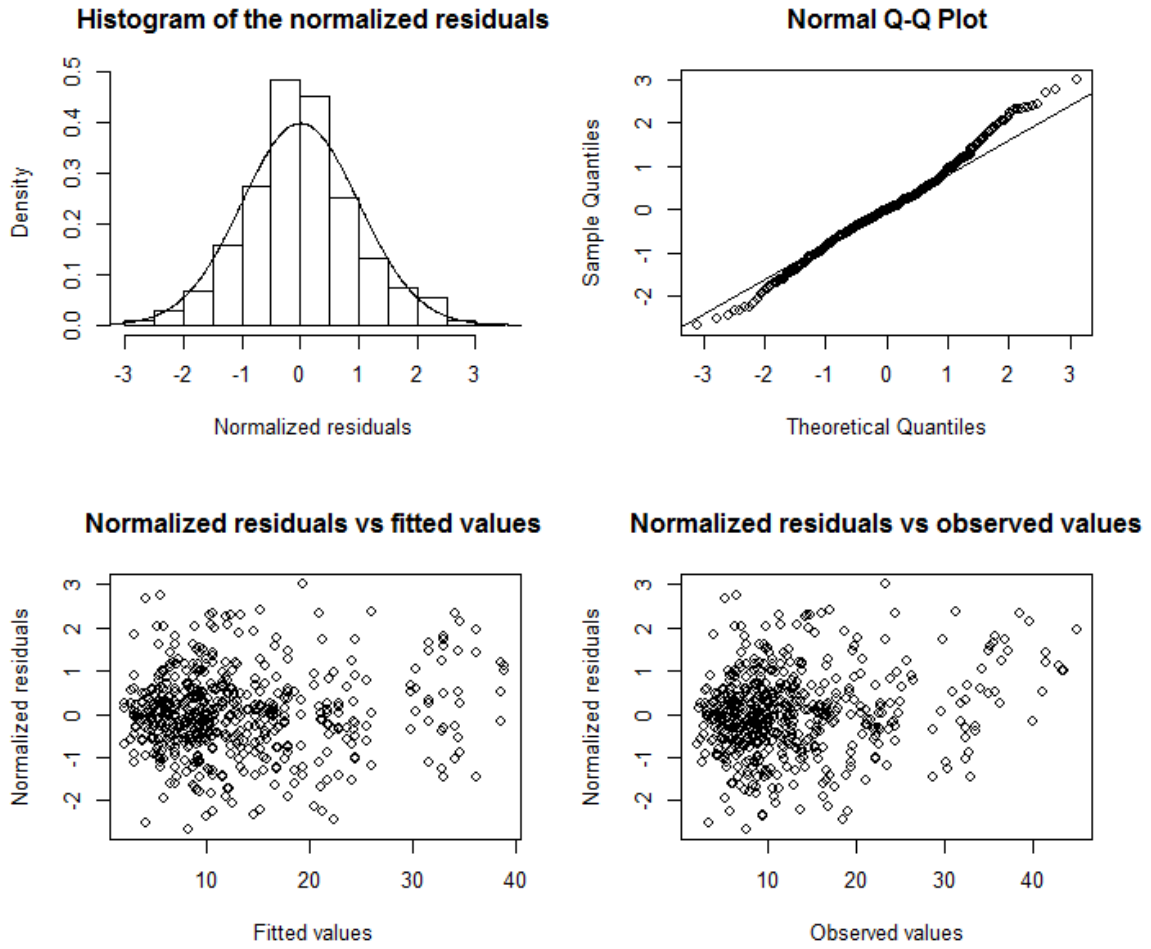 Histogram of the normalized residuals
Density
0.0 0.1 0.2 0.3 0.4 0.5
-3 -2 -1 0 1 2 3
Normalized residuals
Normal Q-Q Plot
Sample Quantiles
-2 -1 0 1 2 3
-3 -2 -1 0 1 2 3
Theoretical Quantiles
Normalized residuals vs fitted values
Normalized residuals
-2 -1 0 1 2 3
10 20 30 40
Fitted values
Normalized residuals vs observed values
Normalized residuals
-2 -1 0 1 2 3
10 20 30 40
Observed values